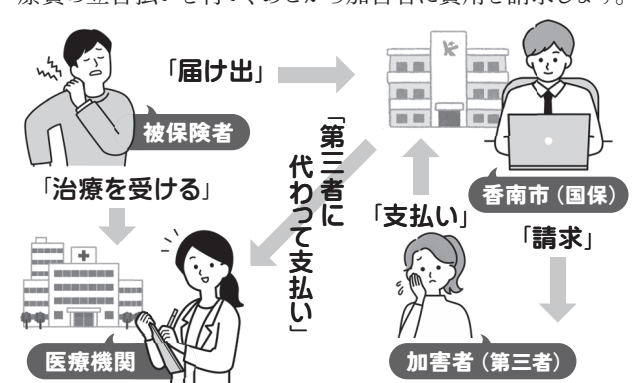 療費の立替払いを行い、あとから加害者に費用を請求します。
「届け出」
被保険者
「第三者に
代わって支払い」
香南市（国保）
「治療を受ける」
「支払い」
「請求」
医療機関
加害者（第三者）